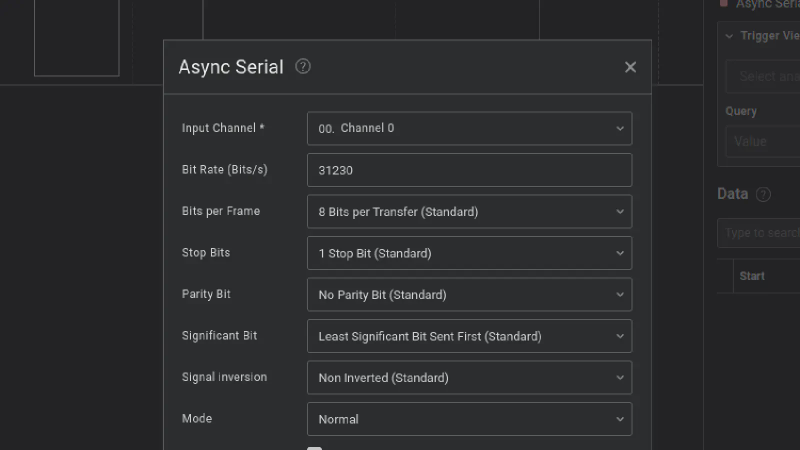 Async Serial
Trigger Vie
Select ana
Query
Value
Data ?
Type to search
Start
Async Serial ?
Input Channel *
00. Channel 0
Bit Rate (Bits/s)
31230
Bits per Frame
8 Bits per Transfer (Standard)
Stop Bits
1 Stop Bit (Standard)
Parity Bit
No Parity Bit (Standard)
Significant Bit
Least Significant Bit Sent First (Standard)
Signal inversion
Non Inverted (Standard)
Mode
Normal